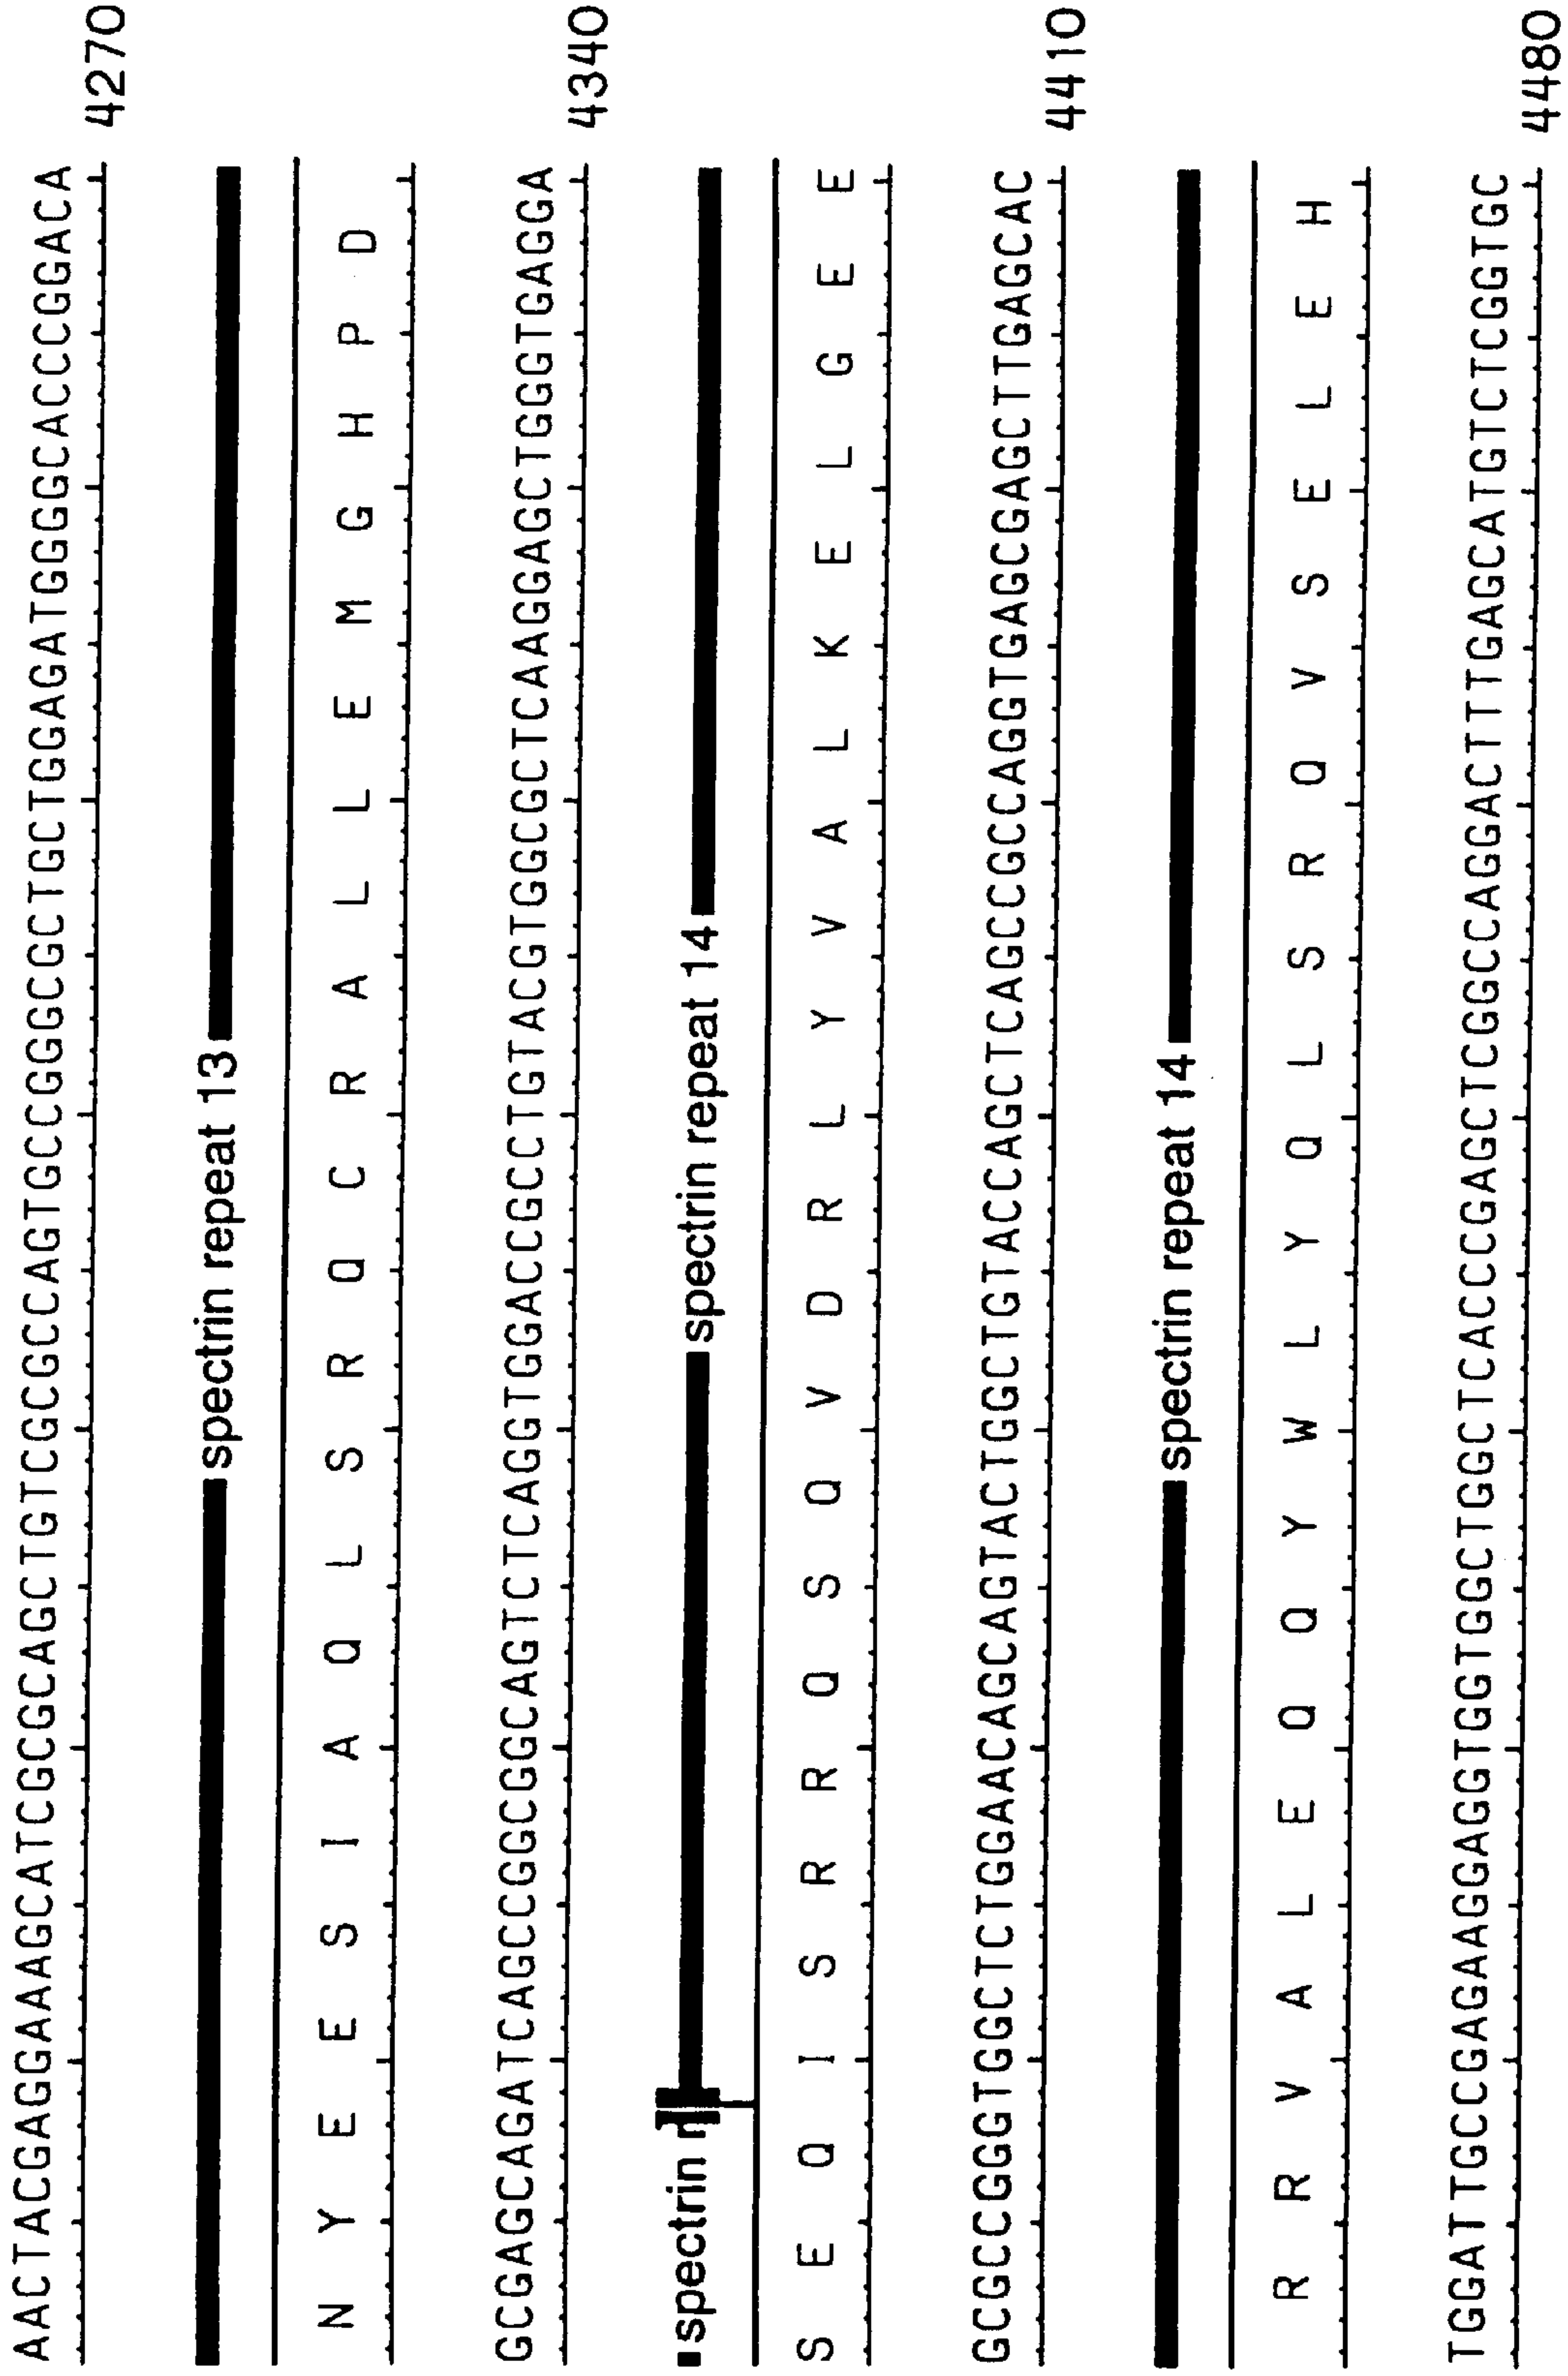 AACTACGAGGAAAGCATCGCGCAGCTGTCGCGCCAGTGCCGGGCGCTGCTGGAGATGGGGCACCCGGACA 4270
spectrin repeat 13
N Y E E S I A Q L S R Q C R A L L E M G H P D
GCGAGCAGATCAGCCGGCGGCAGTCTCAGGTGGACCGCCTGTACGTGGCGCTCAAGGAGCTGGGTGAGGA 4340
spectrin spectrin repeat 14
S E Q I S R R Q S Q V D R L Y V A L K E L G E E
GCGCCGGGTGGCTCTGGAACAGCAGTACTGGCTGTACCAGCTCAGCCGCCAGGTGAGCGAGCTTGAGCAC 4410
spectrin repeat 14
R R V A L E Q Q Y W L Y Q L S R Q V S E L E H
TGGATTGCCGAGAAGGAGGTGGTGGCTGGCTCACCCGAGCTCGGCCAGGACTTTGAGCATGTCTCGGTGC 4480